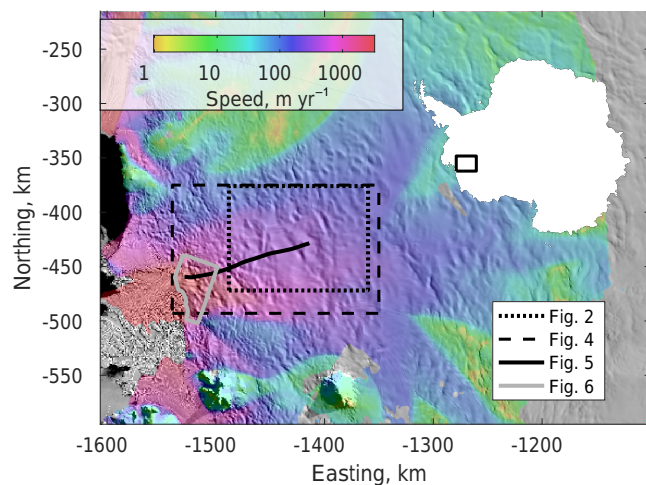 -250
-300
-350
-400
-450
-500
-550
Northing, km
1 10 100 1000
Speed, m yr⁻¹
Fig. 2
Fig. 4
Fig. 5
Fig. 6
-1600 -1500 -1400 -1300 -1200
Easting, km